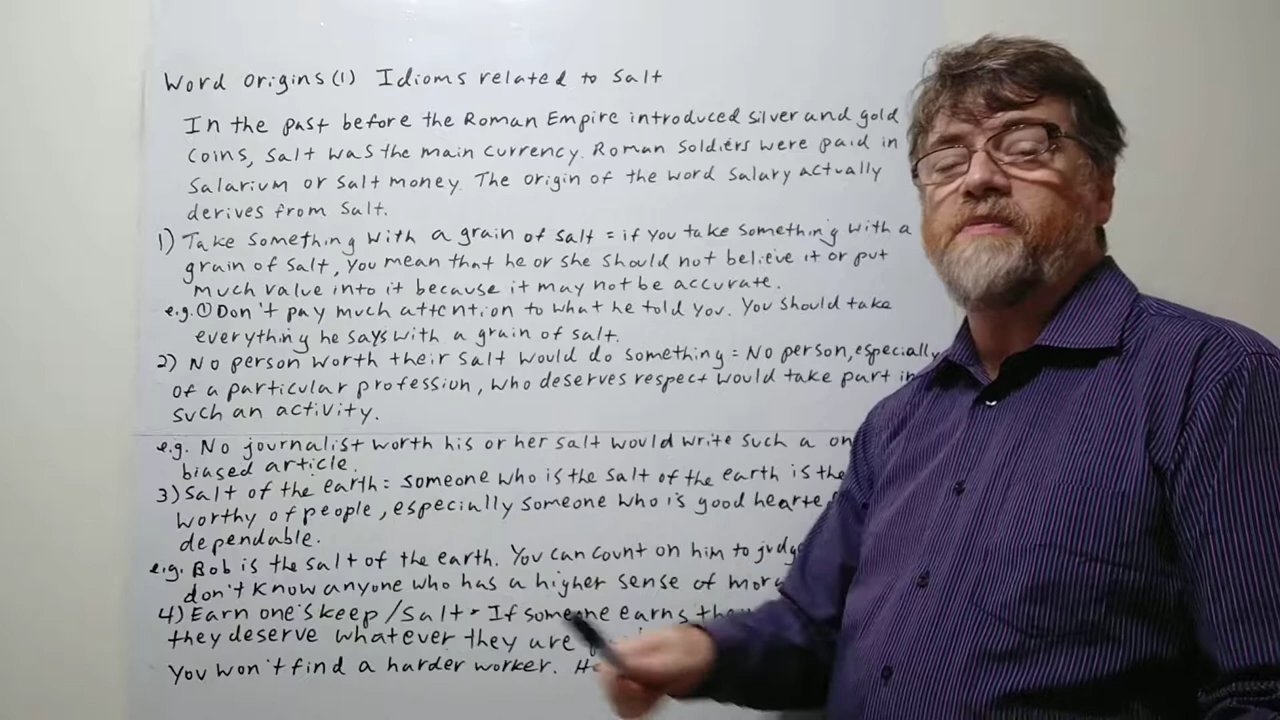 Word Origins (1) Idioms related to Salt
In the past before the Roman Empire introduced silver and gold
coins, salt was the main currency. Roman soldiers were paid in
Salarium or salt money. The origin of the word salary actually
derives from salt.
1) Take something with a grain of salt = if you take something with a
grain of salt, you mean that he or she should not believe it or put
much value into it because it may not be accurate.
e.g. ① Don't pay much attention to what he told you. You should take
everything he says with a grain of salt.
2) No person worth their salt would do something = No person, especially
of a particular profession, who deserves respect would take part in
such an activity.
e.g. No journalist worth his or her salt would write such a
biased article.
3) Salt of the earth = someone who is the salt of the earth is the
worthy of people, especially someone who is good
dependable.
e.g. Bob is the salt of the earth. You can count on him to
don't know anyone who has a higher sense of
4) Earn one's keep / Salt = If someone earns
they deserve whatever they are
You won't find a harder worker.